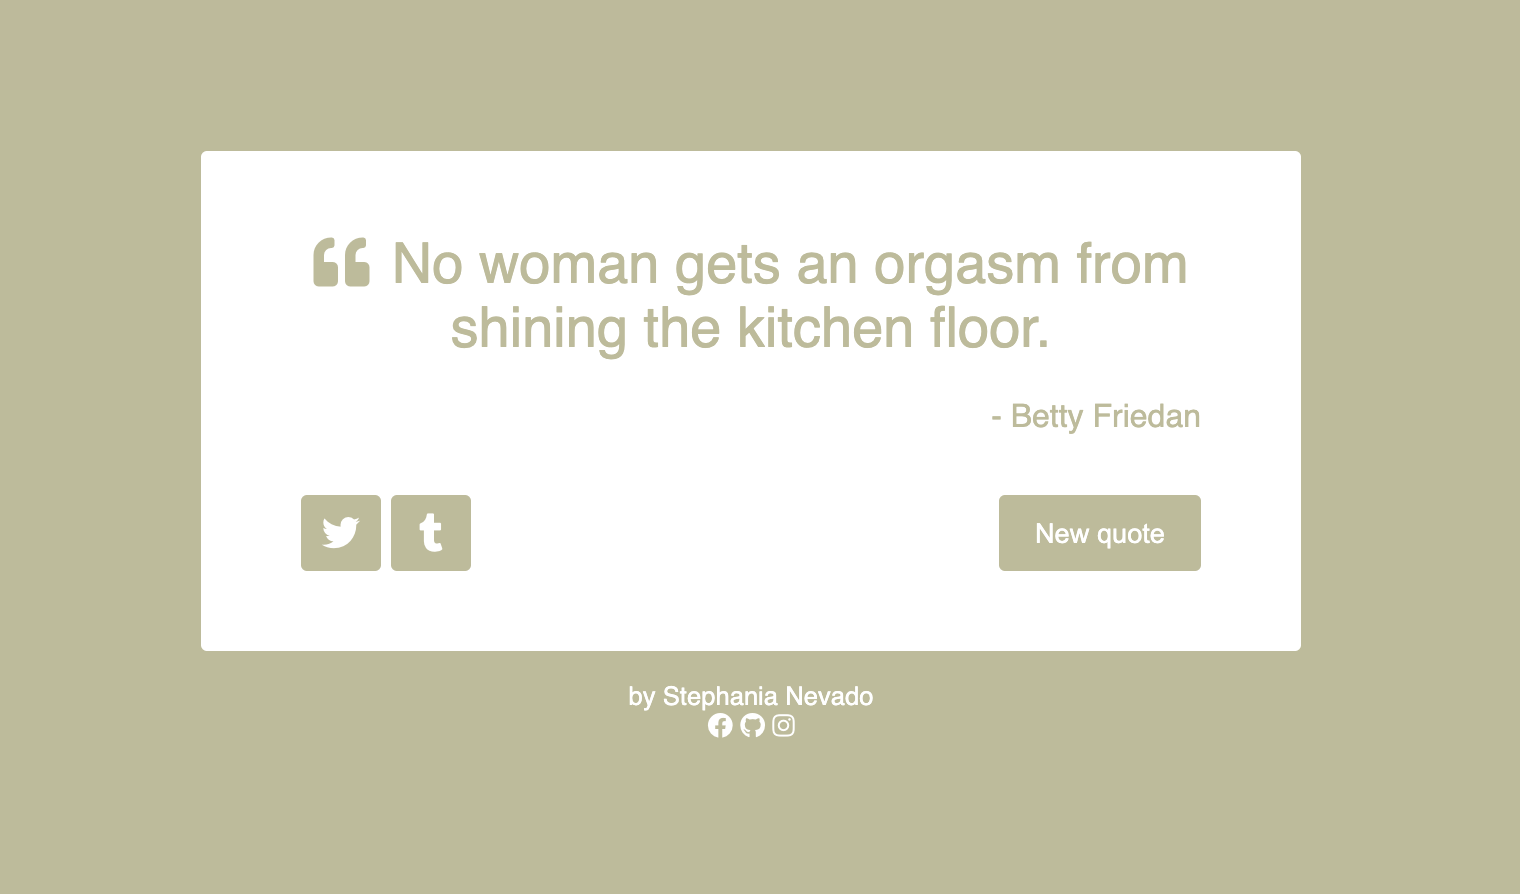 No woman gets an orgasm from
shining the kitchen floor.
- Betty Friedan
New quote
by Stephania Nevado